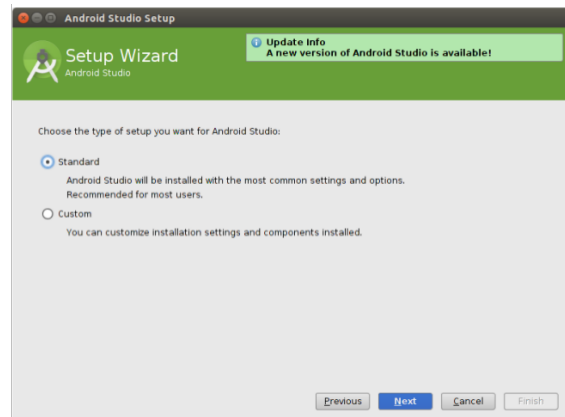 Android Studio Setup
Setup Wizard
Android Studio
Update Info
A new version of Android Studio is available!
Choose the type of setup you want for Android Studio:
Standard
Android Studio will be installed with the most common settings and options.
Recommended for most users.
Custom
You can customize installation settings and components installed.
Previous Next Cancel Finish